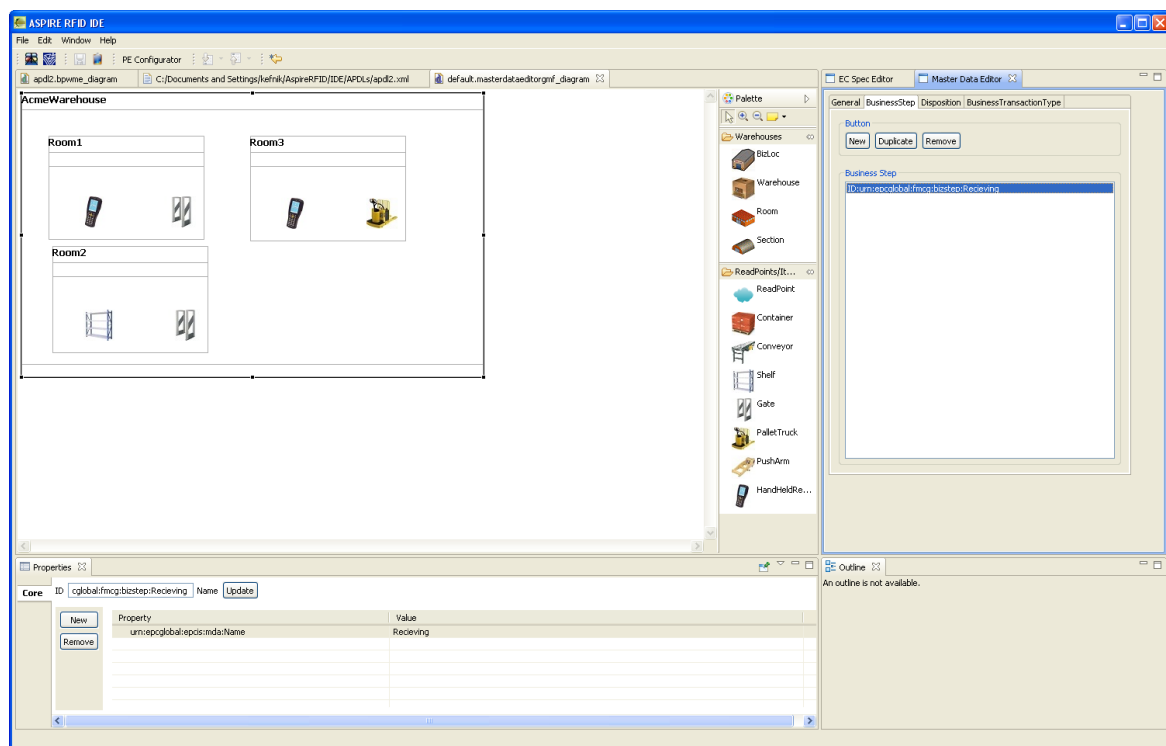 ASPIRE RFID IDE
File Edit Window Help
PE Configurator
apdl2.bpwme_diagram
C:/Documents and Settings/kefnik/AspireRFID/IDE/APDLs/apdl2.xml
default.masterdataeditorgmf_diagram
AcmeWarehouse
Room1
Room3
Room2
Palette
Warehouses
BizLoc
Warehouse
Room
Section
ReadPoints/It...
ReadPoint
Container
Conveyor
Shelf
Gate
PalletTruck
PushArm
HandHeldRe...
EC Spec Editor
Master Data Editor
General BusinessStep Disposition BusinessTransactionType
Button
New Duplicate Remove
Business Step
ID:urn:epcglobal:fmcg:bizstep:Recieving
Properties
Core
ID cglobal:fmcg:bizstep:Recieving Name Update
New
Remove
Property Value
urn:epcglobal:epcis:mda:Name Recieving
Outline
An outline is not available.